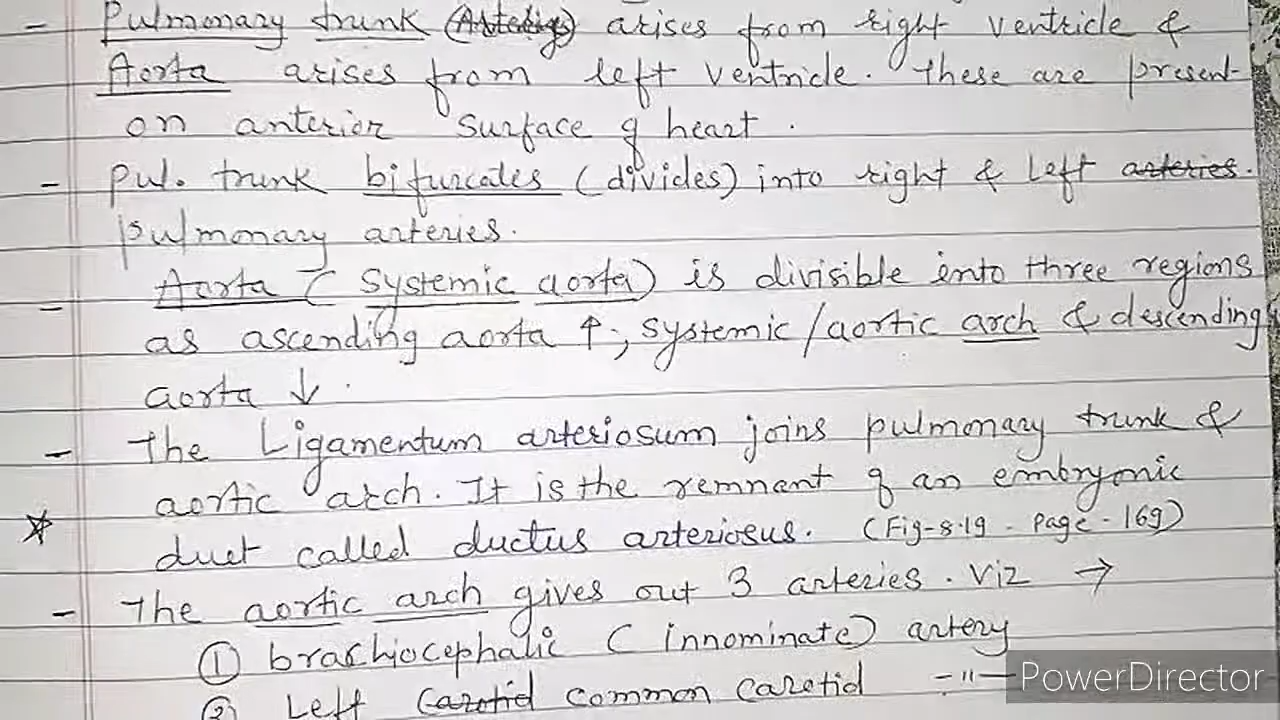 - Pulmonary trunk (Arteries) arises from right ventricle &
Aorta arises from left ventricle. These are present
on anterior surface of heart.
- Pul. trunk bifurcates (divides) into right & left arteries.
pulmonary arteries.
- Aorta (Systemic aorta) is divisible into three regions
as ascending aorta ↑; systemic/aortic arch & descending
aorta ↓.
- The Ligamentum arteriosum joins pulmonary trunk &
aortic arch. It is the remnant of an embryonic
☆ duct called ductus arteriosus. (Fig-8.19 - Page - 169)
- The aortic arch gives out 3 arteries. Viz →
① brachiocephalic (innominate) artery
② Left Carotid common carotid -"-
PowerDirector